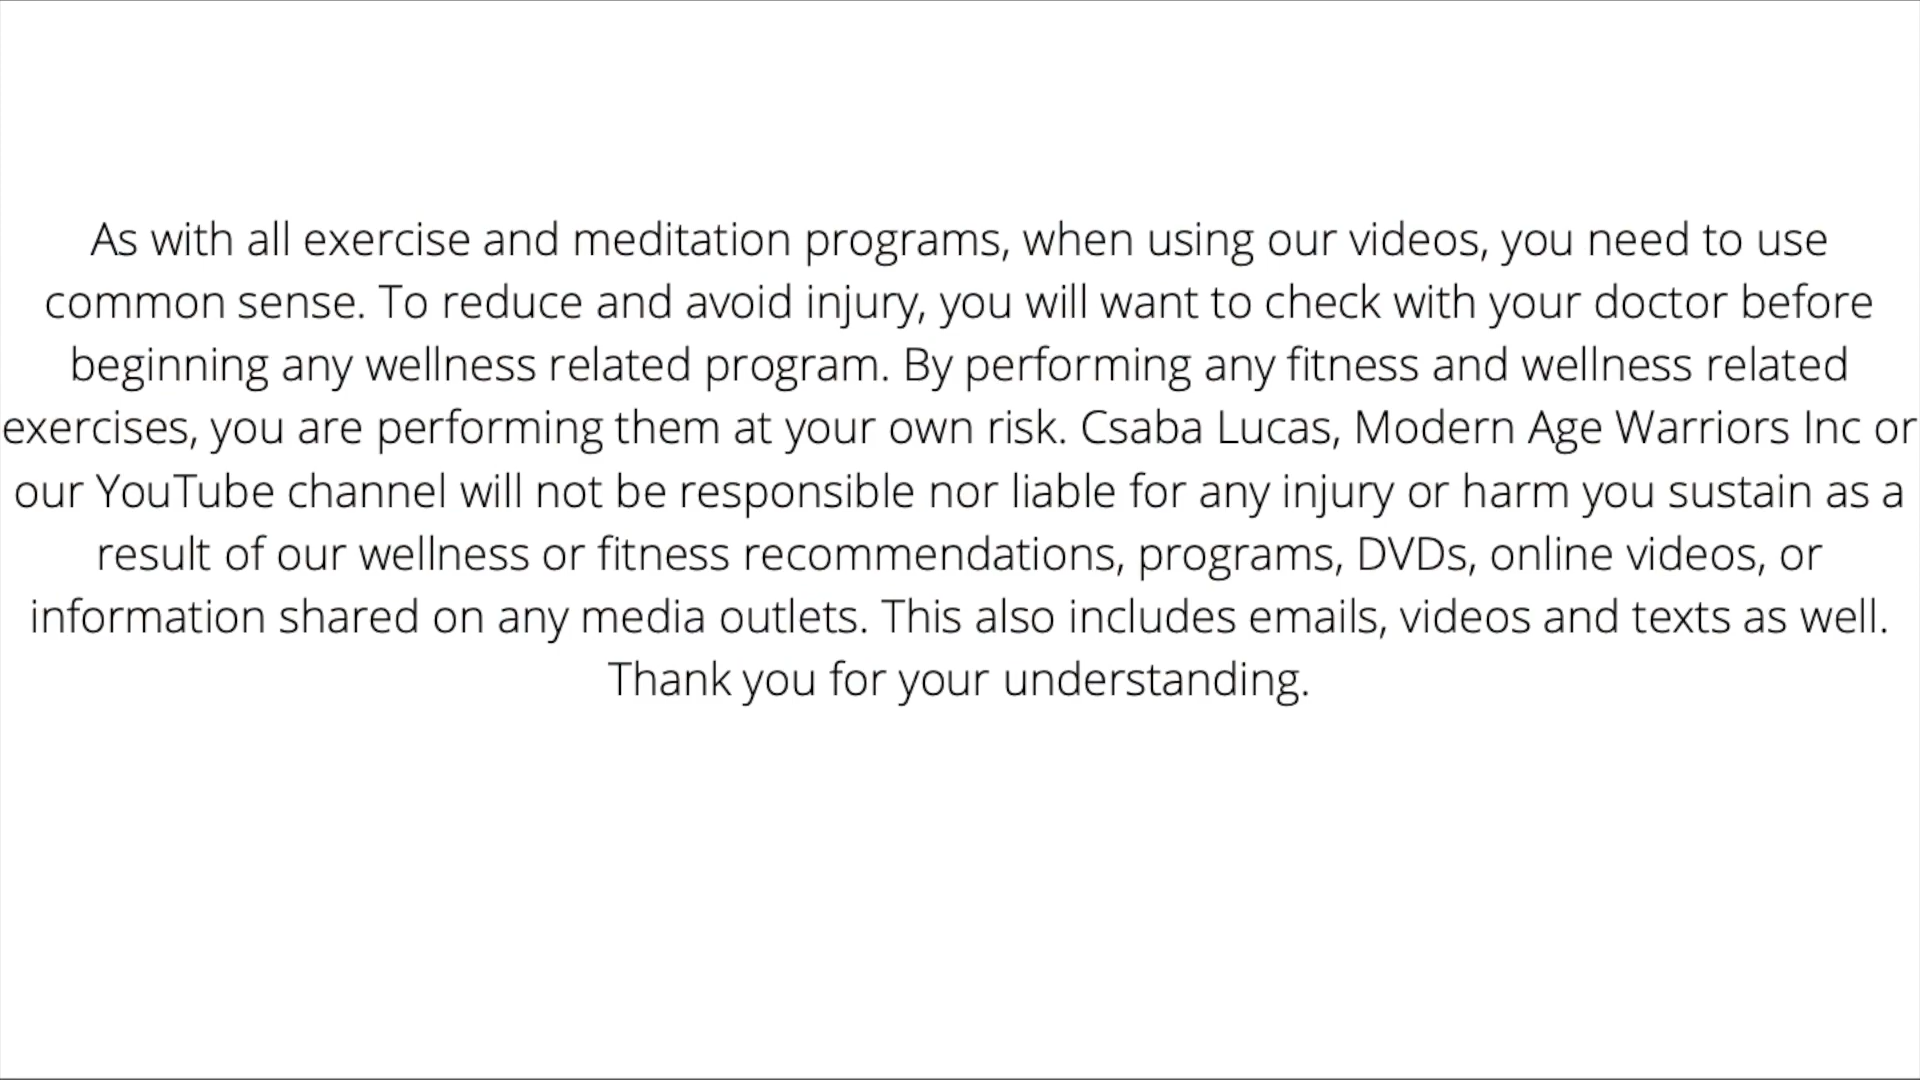 As with all exercise and meditation programs, when using our videos, you need to use
common sense. To reduce and avoid injury, you will want to check with your doctor before
beginning any wellness related program. By performing any fitness and wellness related
exercises, you are performing them at your own risk. Csaba Lucas, Modern Age Warriors Inc or
our YouTube channel will not be responsible nor liable for any injury or harm you sustain as a
result of our wellness or fitness recommendations, programs, DVDs, online videos, or
information shared on any media outlets. This also includes emails, videos and texts as well.
Thank you for your understanding.